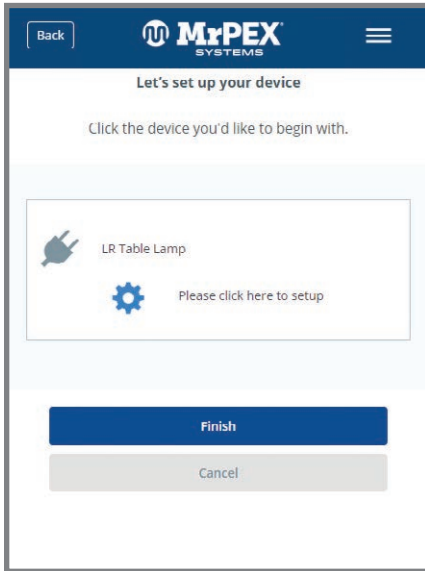 Back
MrPEX
SYSTEMS
Let's set up your device
Click the device you'd like to begin with.
LR Table Lamp
Please click here to setup
Finish
Cancel